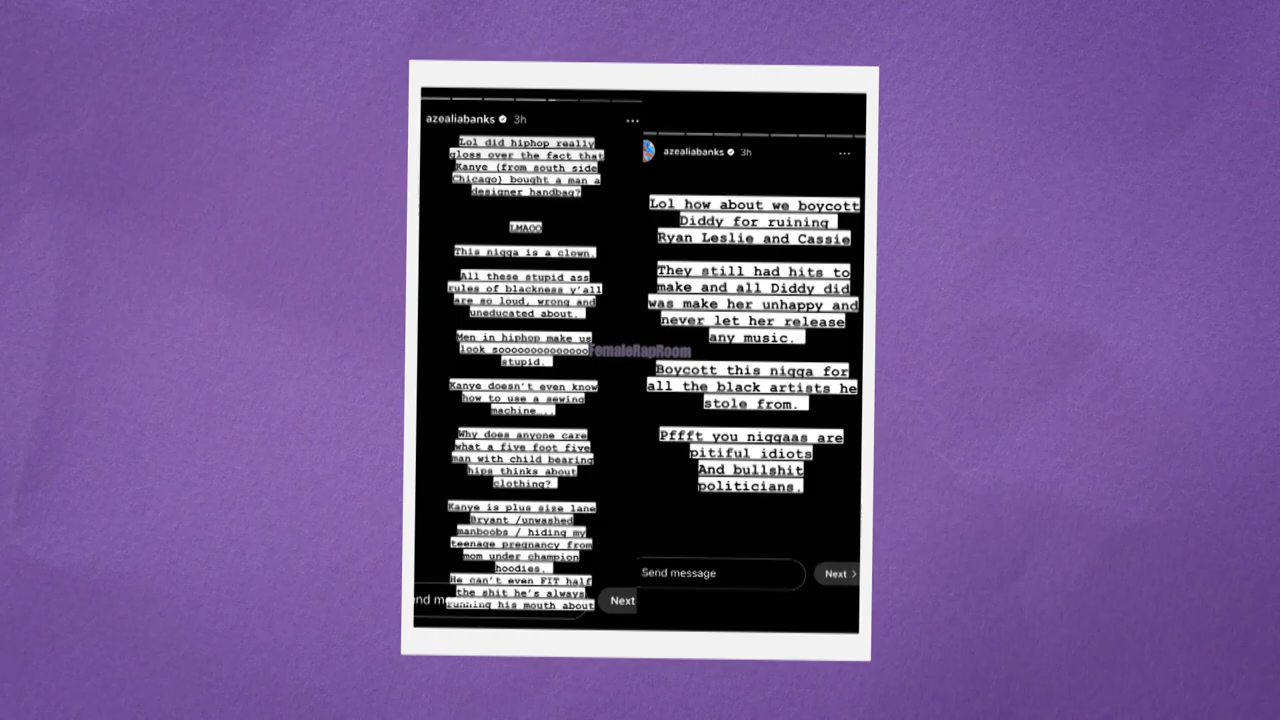 azealiabanks 3h
Lol did hiphop really
gloss over the fact that
Kanye (from south side
Chicago) bought a man a
designer handbag?
LMAOO
This nigga is a clown.
All these stupid ass
rules of blackness y'all
are so loud, wrong and
uneducated about.
Men in hiphop make us
look soooooooooooooo
stupid.
Kanye doesn't even know
how to use a sewing
machine...
Why does anyone care
what a five foot five
man with child bearing
hips thinks about
clothing?
Kanye is plus size lane
Bryant /unwashed
manboobs / hiding my
teenage pregnancy from
mom under champion
hoodies.
He can't even FIT half
the shit he's always
running his mouth about
Next
FemaleRapRoom
azealiabanks 3h
Lol how about we boycott
Diddy for ruining
Ryan Leslie and Cassie
They still had hits to
make and all Diddy did
was make her unhappy and
never let her release
any music.
Boycott this nigga for
all the black artists he
stole from.
Pffft you niggaas are
pitiful idiots
And bullshit
politicians.
Send message
Next